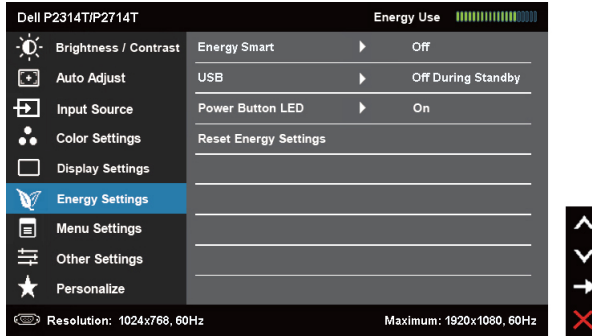 Dell P2314T/P2714T Energy Use
Brightness / Contrast
Auto Adjust
Input Source
Color Settings
Display Settings
Energy Settings
Menu Settings
Other Settings
Personalize
Energy Smart Off
USB Off During Standby
Power Button LED On
Reset Energy Settings
Resolution: 1024x768, 60Hz Maximum: 1920x1080, 60Hz